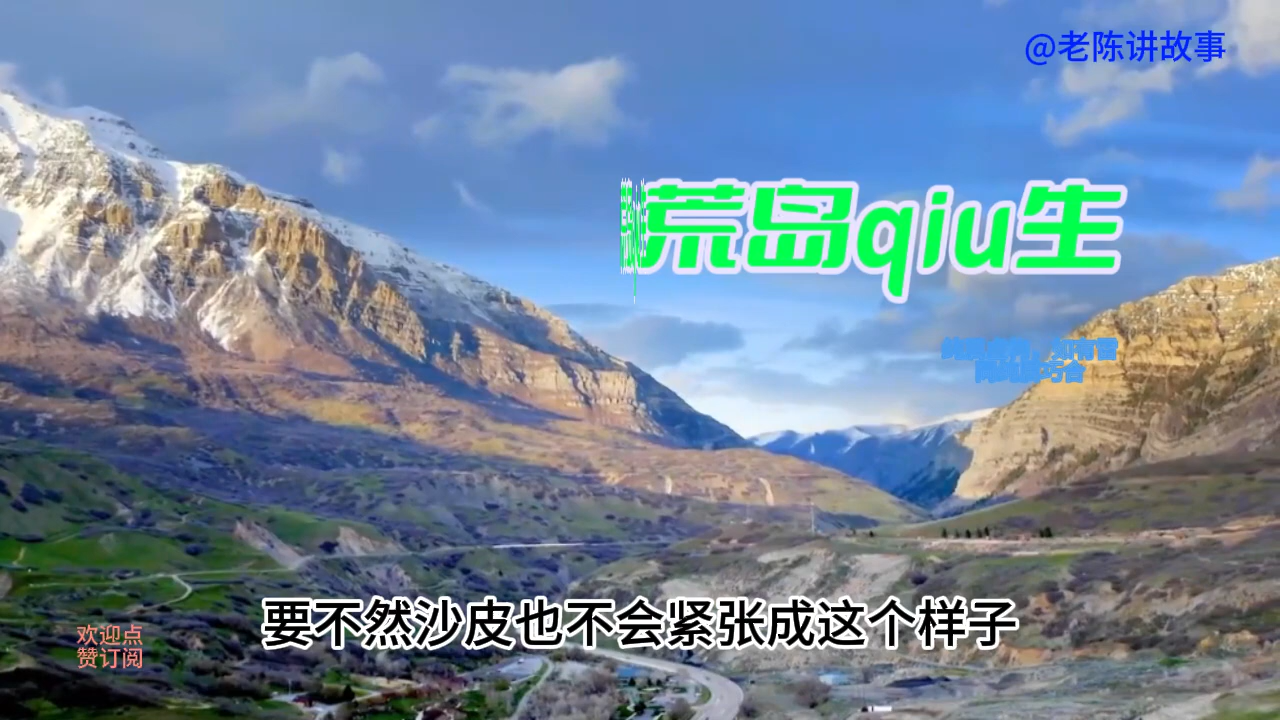 @老陈讲故事
荒岛qiu生
要不然沙皮也不会紧张成这个样子
欢迎点
赞订阅